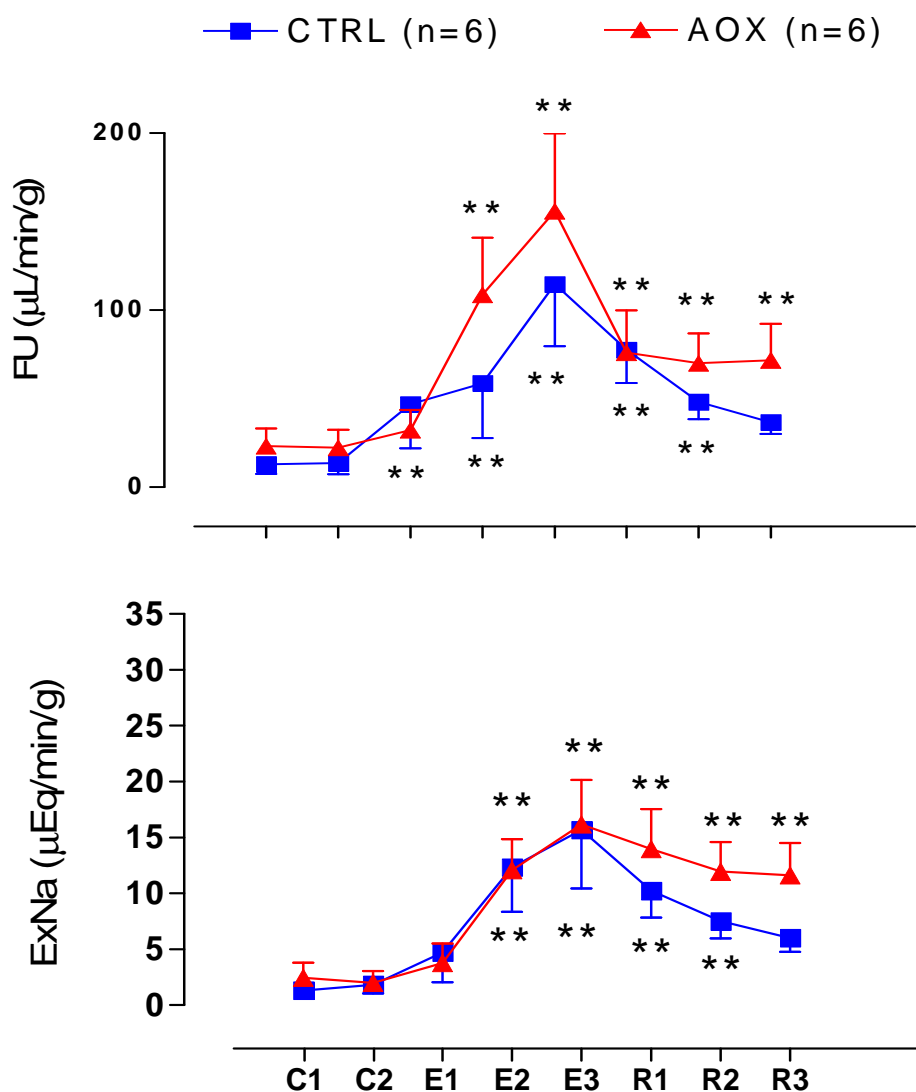 CTRL (n=6) AOX (n=6)
**
200
** 
** ** **
FU (μL/min/g)
100
**
**
** ** **
0
35
30
25
**
** **
20
** **
ExNa (μEq/min/g)
15
10
** ** **
**
5
0
C1 C2 E1 E2 E3 R1 R2 R3